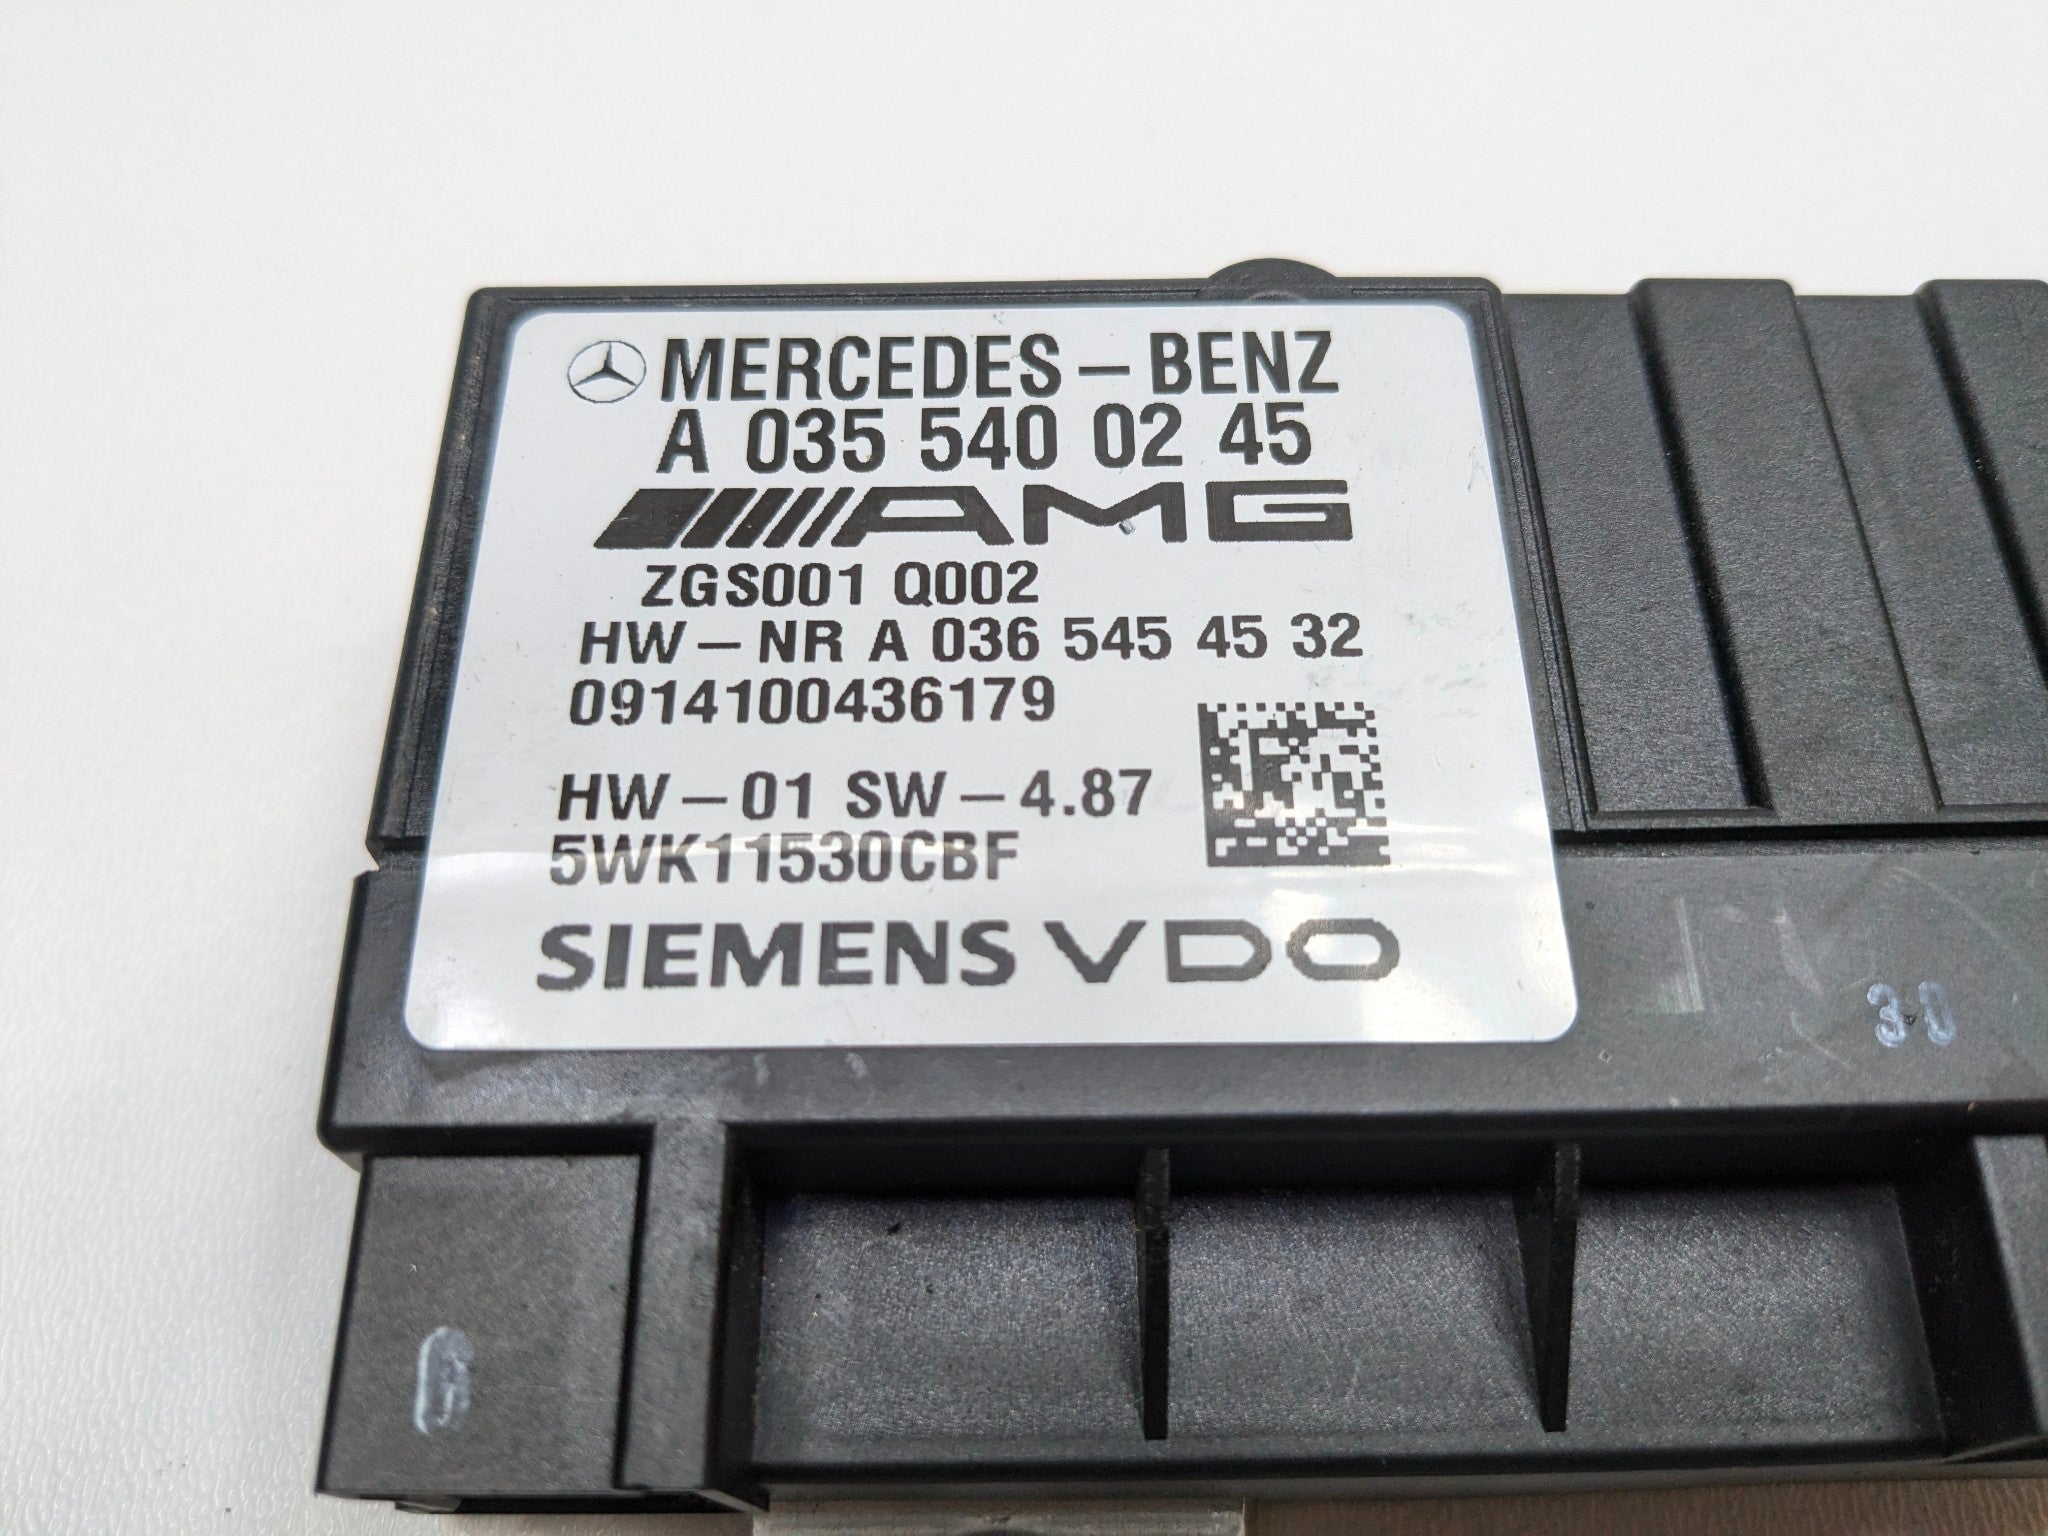 MERCEDES-BENZ
A 035 540 02 45
AMG
ZGS001 Q002
HW-NR A 036 545 45 32
0914100436179
HW-01 SW-4.87
5WK11530CBF
SIEMENS VDO
30